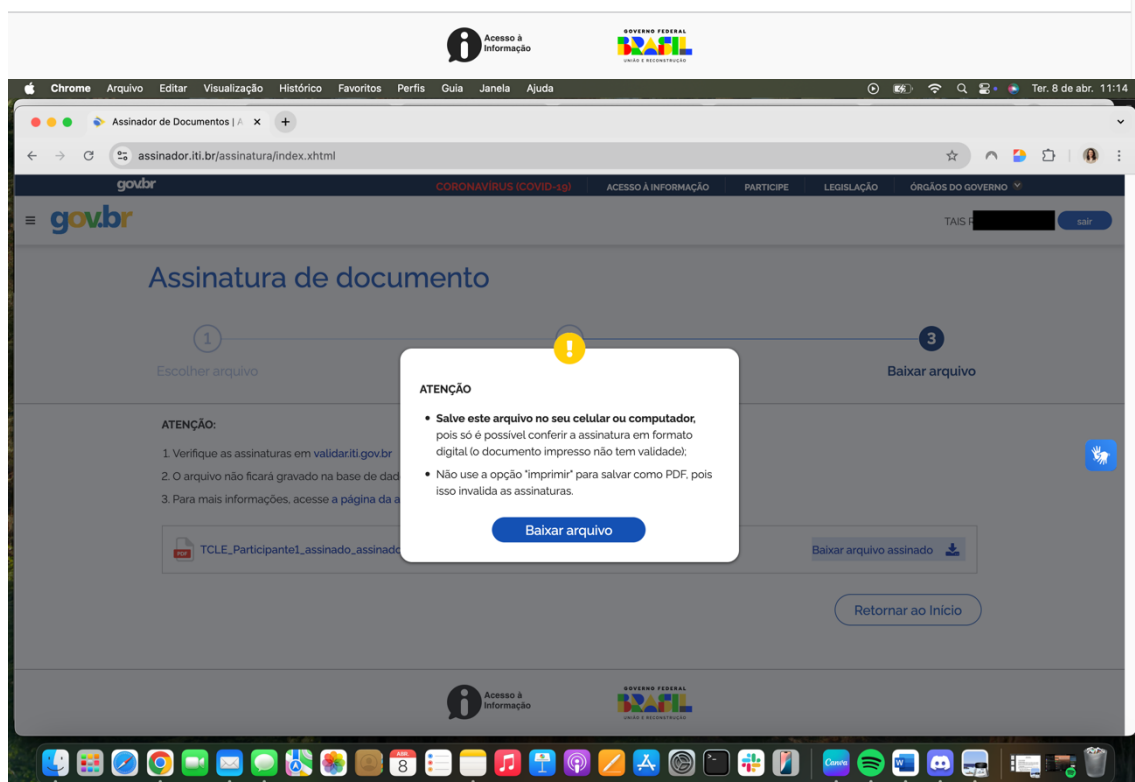 Acesso à
Informação
GOVERNO FEDERAL
BRASIL
UNIÃO E RECONSTRUÇÃO
Chrome Arquivo Editar Visualização Histórico Favoritos Perfis Guia Janela Ajuda Ter. 8 de abr. 11:14
Assinador de Documentos | A
assinador.iti.br/assinatura/index.xhtml
govbr CORONAVÍRUS (COVID-19) ACESSO À INFORMAÇÃO PARTICIPE LEGISLAÇÃO ÓRGÃOS DO GOVERNO
gov.br TAIS sair
Assinatura de documento
1 3
Escolher arquivo Baixar arquivo
ATENÇÃO
Salve este arquivo no seu celular ou computador,
pois só é possível conferir a assinatura em formato
digital (o documento impresso não tem validade);
Não use a opção "imprimir" para salvar como PDF, pois
isso invalida as assinaturas.
Baixar arquivo
ATENÇÃO:
1. Verifique as assinaturas em validar.iti.gov.br
2. O arquivo não ficará gravado na base de dad
3. Para mais informações, acesse a página da a
PDF TCLE_Participante1_assinado_assinado Baixar arquivo assinado
Retornar ao Início
Acesso à
Informação
GOVERNO FEDERAL
BRASIL
UNIÃO E RECONSTRUÇÃO
ABR.
8
Canva